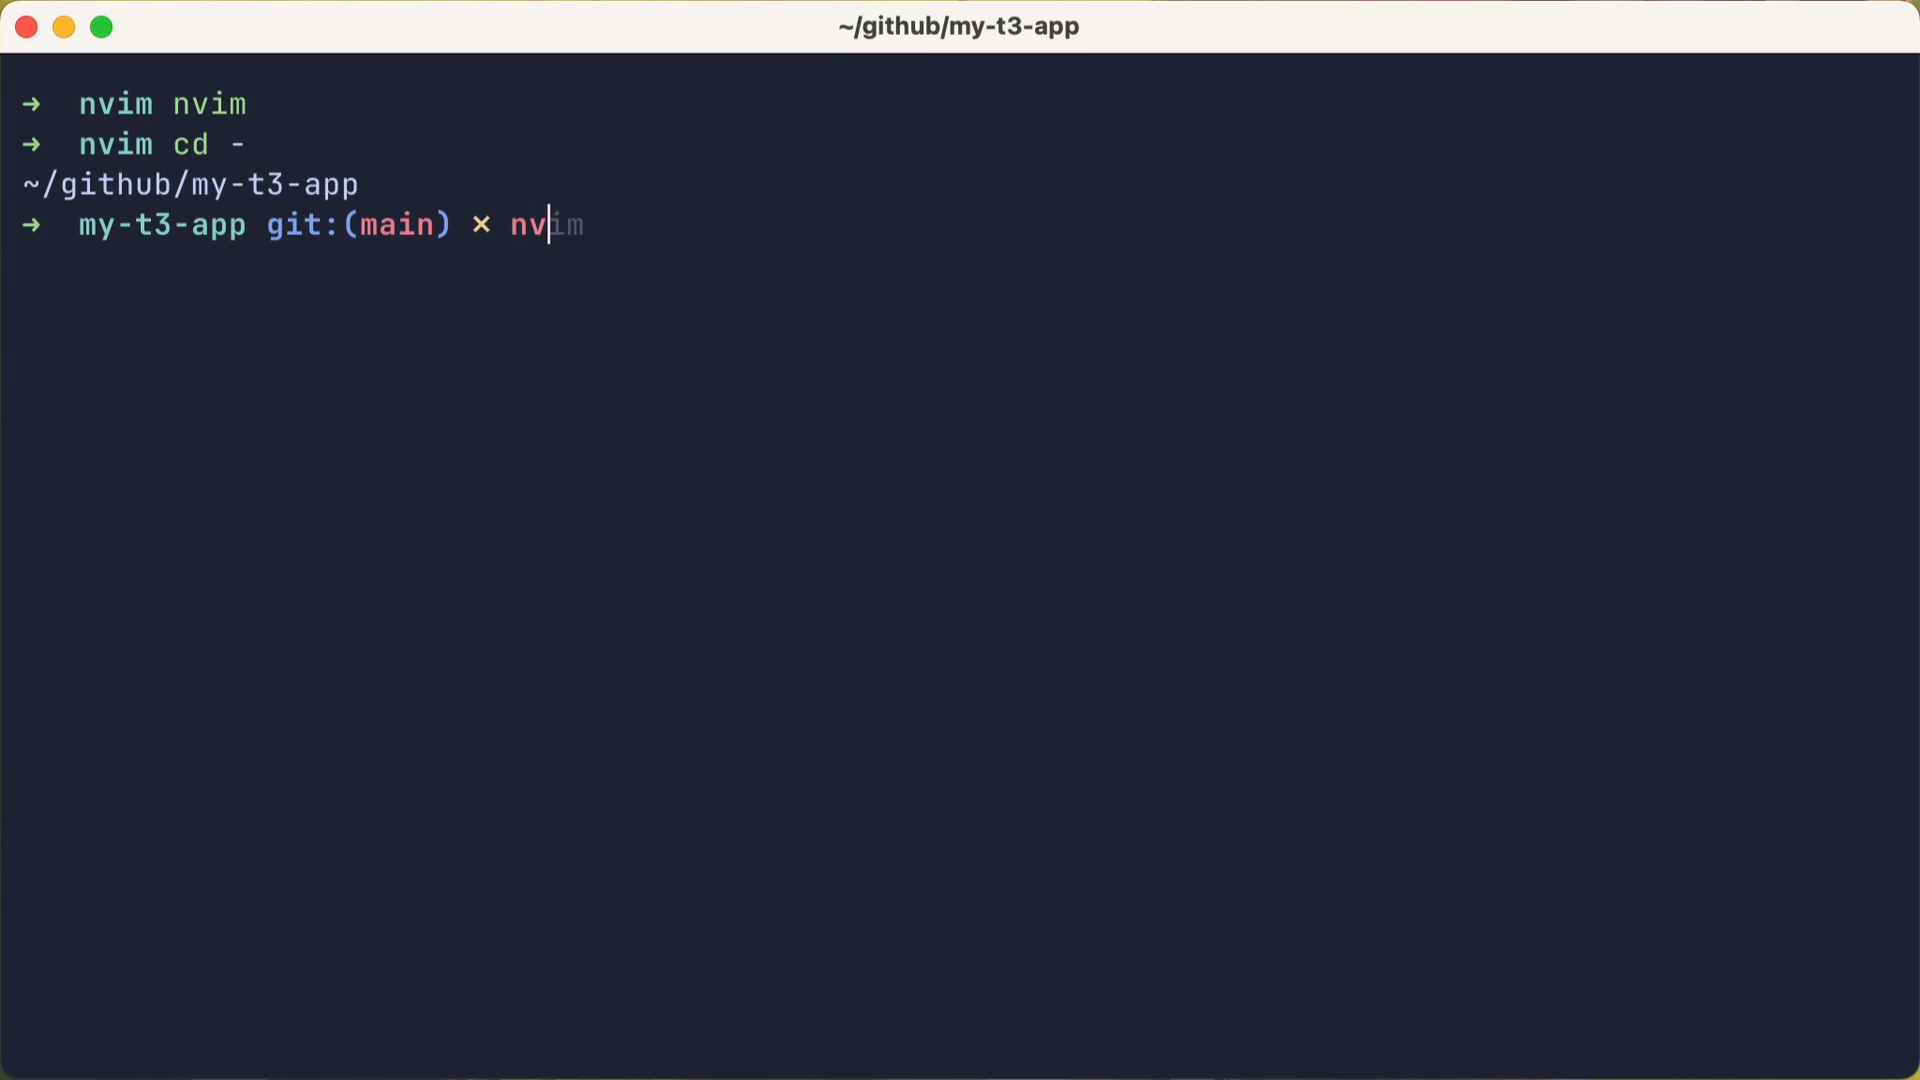 ~/github/my-t3-app
➜ nvim nvim
➜ nvim cd -
~/github/my-t3-app
➜ my-t3-app git:(main) ✗ nvim